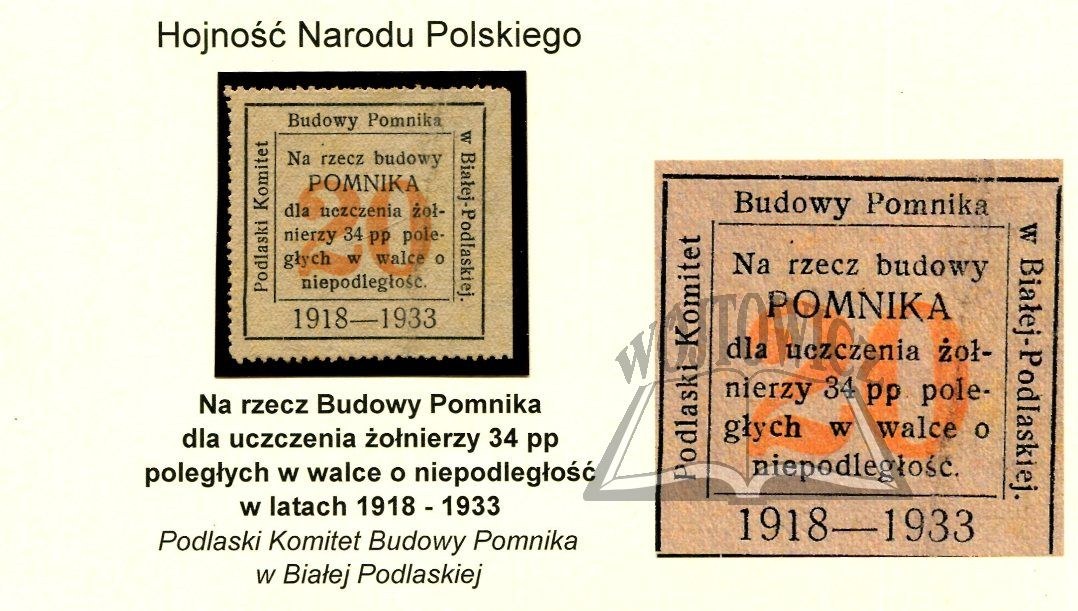 Hojność Narodu Polskiego
Budowy Pomnika
Podlaski Komitet
w Białej-Podlaskiej.
Na rzecz budowy
POMNIKA
dla uczczenia żoł-
nierzy 34 pp pole-
głych w walce o
niepodległość.
20
1918—1933
Na rzecz Budowy Pomnika
dla uczczenia żołnierzy 34 pp
poległych w walce o niepodległość
w latach 1918 - 1933
Podlaski Komitet Budowy Pomnika
w Białej Podlaskiej
Budowy Pomnika
Podlaski Komitet
w Białej-Podlaskiej.
Na rzecz budowy
POMNIKA
dla uczczenia żoł-
nierzy 34 pp pole-
głych w walce o
niepodległość.
20
1918—1933
WÓJTOWICZ